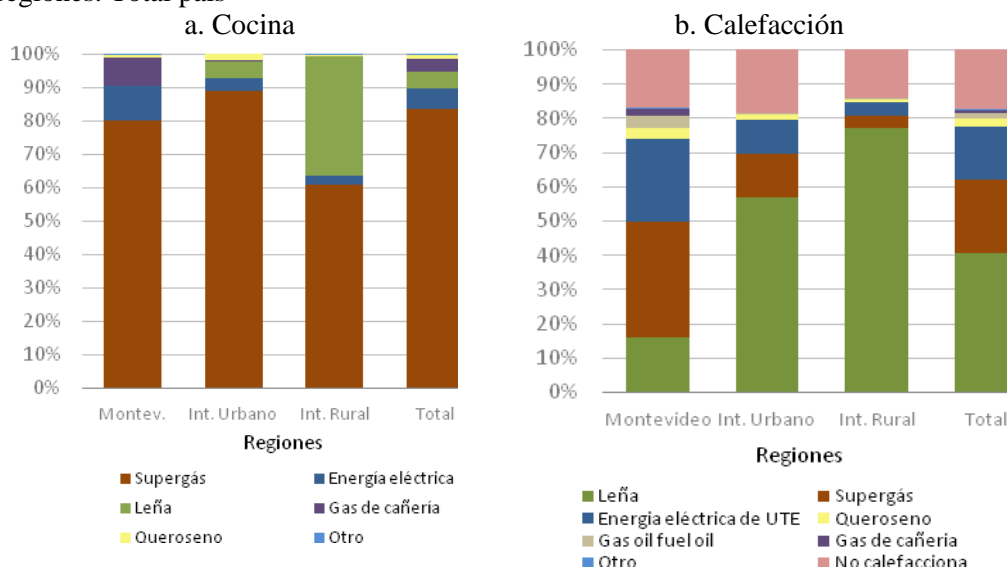 regiones. Total país
a. Cocina
100%
90%
80%
70%
60%
50%
40%
30%
20%
10%
0%
Montev. Int. Urbano Int. Rural Total
Regiones
Supergás Energía eléctrica
Leña Gas de cañería
Queroseno Otro
b. Calefacción
100%
90%
80%
70%
60%
50%
40%
30%
20%
10%
0%
Montevideo Int. Urbano Int. Rural Total
Regiones
Leña Supergás
Energía eléctrica de UTE Queroseno
Gas oil fuel oil Gas de cañería
Otro No calefacciona